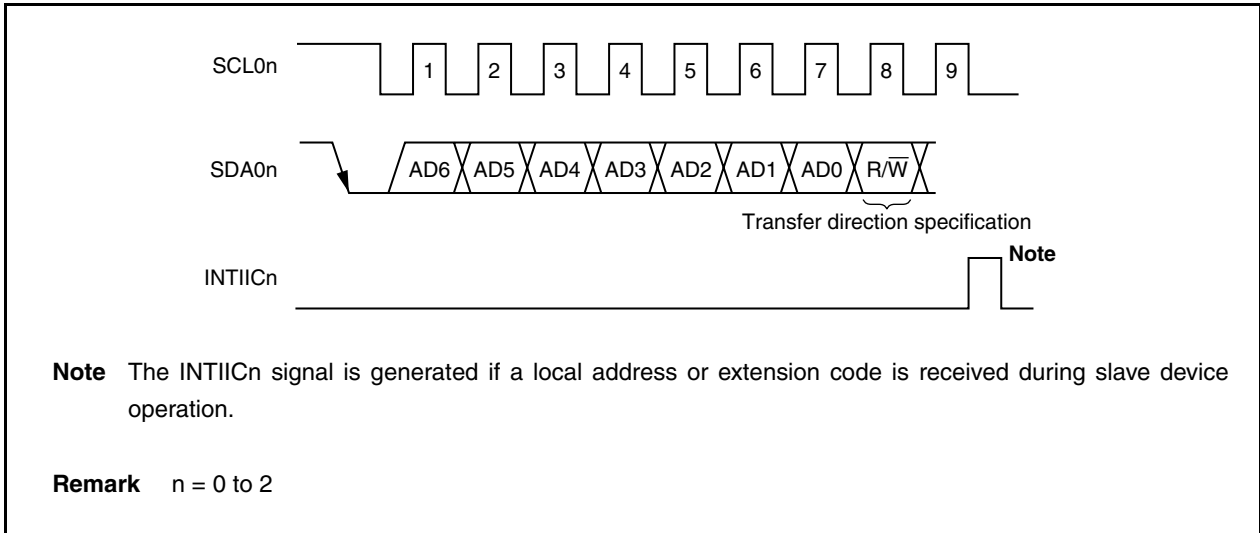 SCL0n 1 2 3 4 5 6 7 8 9
SDA0n AD6 AD5 AD4 AD3 AD2 AD1 AD0 R/W̅
Transfer direction specification
Note
INTIICn
Note The INTIICn signal is generated if a local address or extension code is received during slave device
operation.
Remark n = 0 to 2